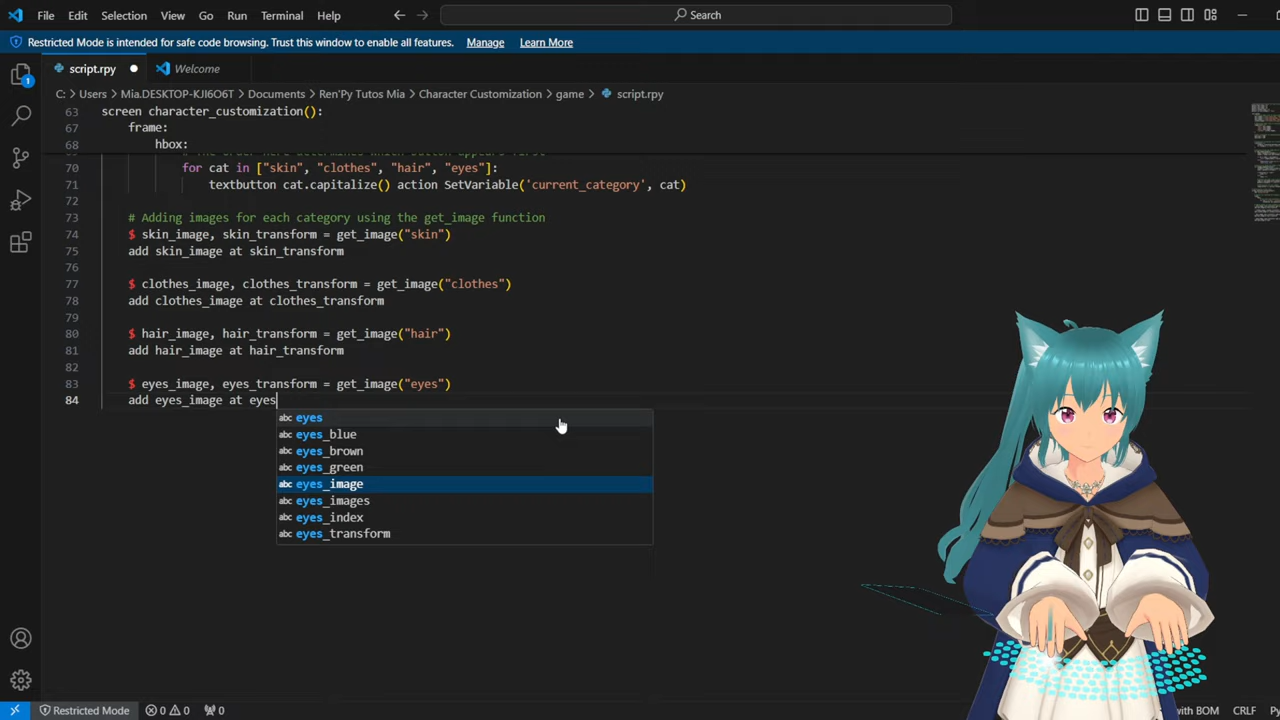 File Edit Selection View Go Run Terminal Help
Search
Restricted Mode is intended for safe code browsing. Trust this window to enable all features. Manage Learn More
script.rpy
Welcome
C: > Users > Mia.DESKTOP-KJI6O6T > Documents > Ren'Py Tutos Mia > Character Customization > game > script.rpy
63 screen character_customization():
67 frame:
68 hbox:
# The order here determines which button appears first
70 for cat in ["skin", "clothes", "hair", "eyes"]:
71 textbutton cat.capitalize() action SetVariable('current_category', cat)
72
73 # Adding images for each category using the get_image function
74 $ skin_image, skin_transform = get_image("skin")
75 add skin_image at skin_transform
76
77 $ clothes_image, clothes_transform = get_image("clothes")
78 add clothes_image at clothes_transform
79
80 $ hair_image, hair_transform = get_image("hair")
81 add hair_image at hair_transform
82
83 $ eyes_image, eyes_transform = get_image("eyes")
84 add eyes_image at eyes
abc eyes
abc eyes_blue
abc eyes_brown
abc eyes_green
abc eyes_image
abc eyes_images
abc eyes_index
abc eyes_transform
1
Restricted Mode 0 0 0
with BOM CRLF